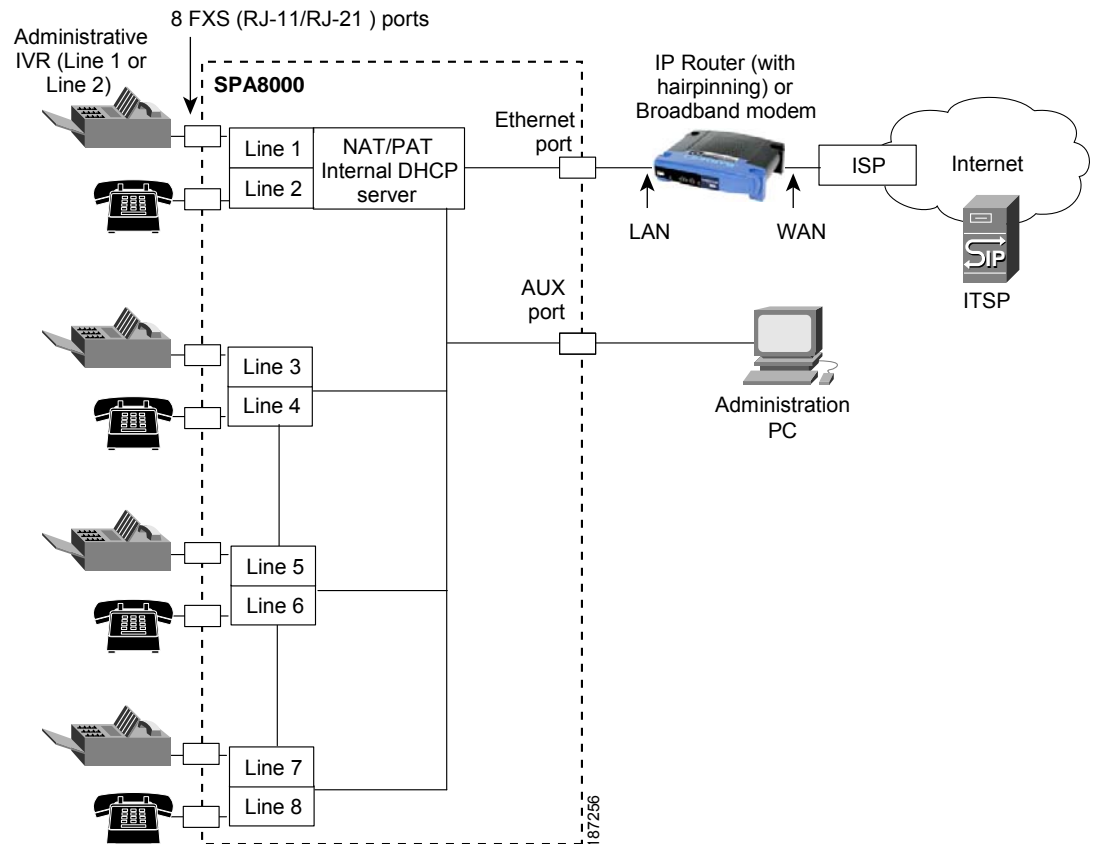 8 FXS (RJ-11/RJ-21 ) ports
Administrative
IVR (Line 1 or
Line 2)
SPA8000
Line 1
Line 2
NAT/PAT
Internal DHCP
server
Ethernet
port
IP Router (with
hairpinning) or
Broadband modem
LAN
WAN
ISP
Internet
SIP
ITSP
AUX
port
Administration
PC
Line 3
Line 4
Line 5
Line 6
Line 7
Line 8
187256